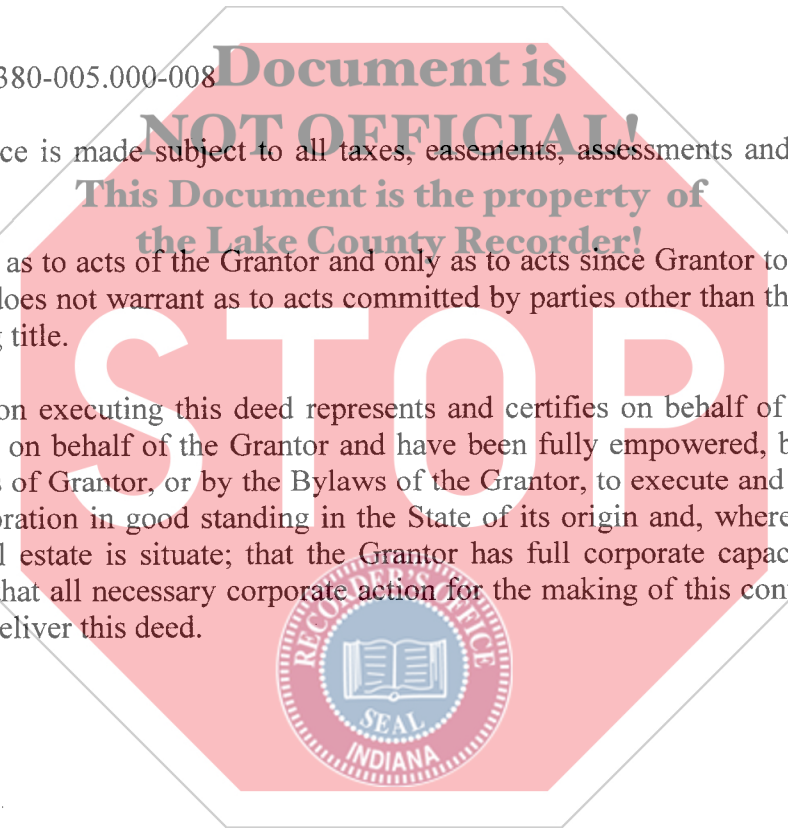 380-005.000-008
Document is
NOT OFFICIAL!
ce is made subject to all taxes, easements, assessments and
This Document is the property of
the Lake County Recorder!
as to acts of the Grantor and only as to acts since Grantor to
does not warrant as to acts committed by parties other than th
title.
STOP
on executing this deed represents and certifies on behalf of
on behalf of the Grantor and have been fully empowered, b
of Grantor, or by the Bylaws of the Grantor, to execute and
oration in good standing in the State of its origin and, where
l estate is situate; that the Grantor has full corporate capac
hat all necessary corporate action for the making of this con
eliver this deed.
RECORDER'S OFFICE
SEAL
INDIANA